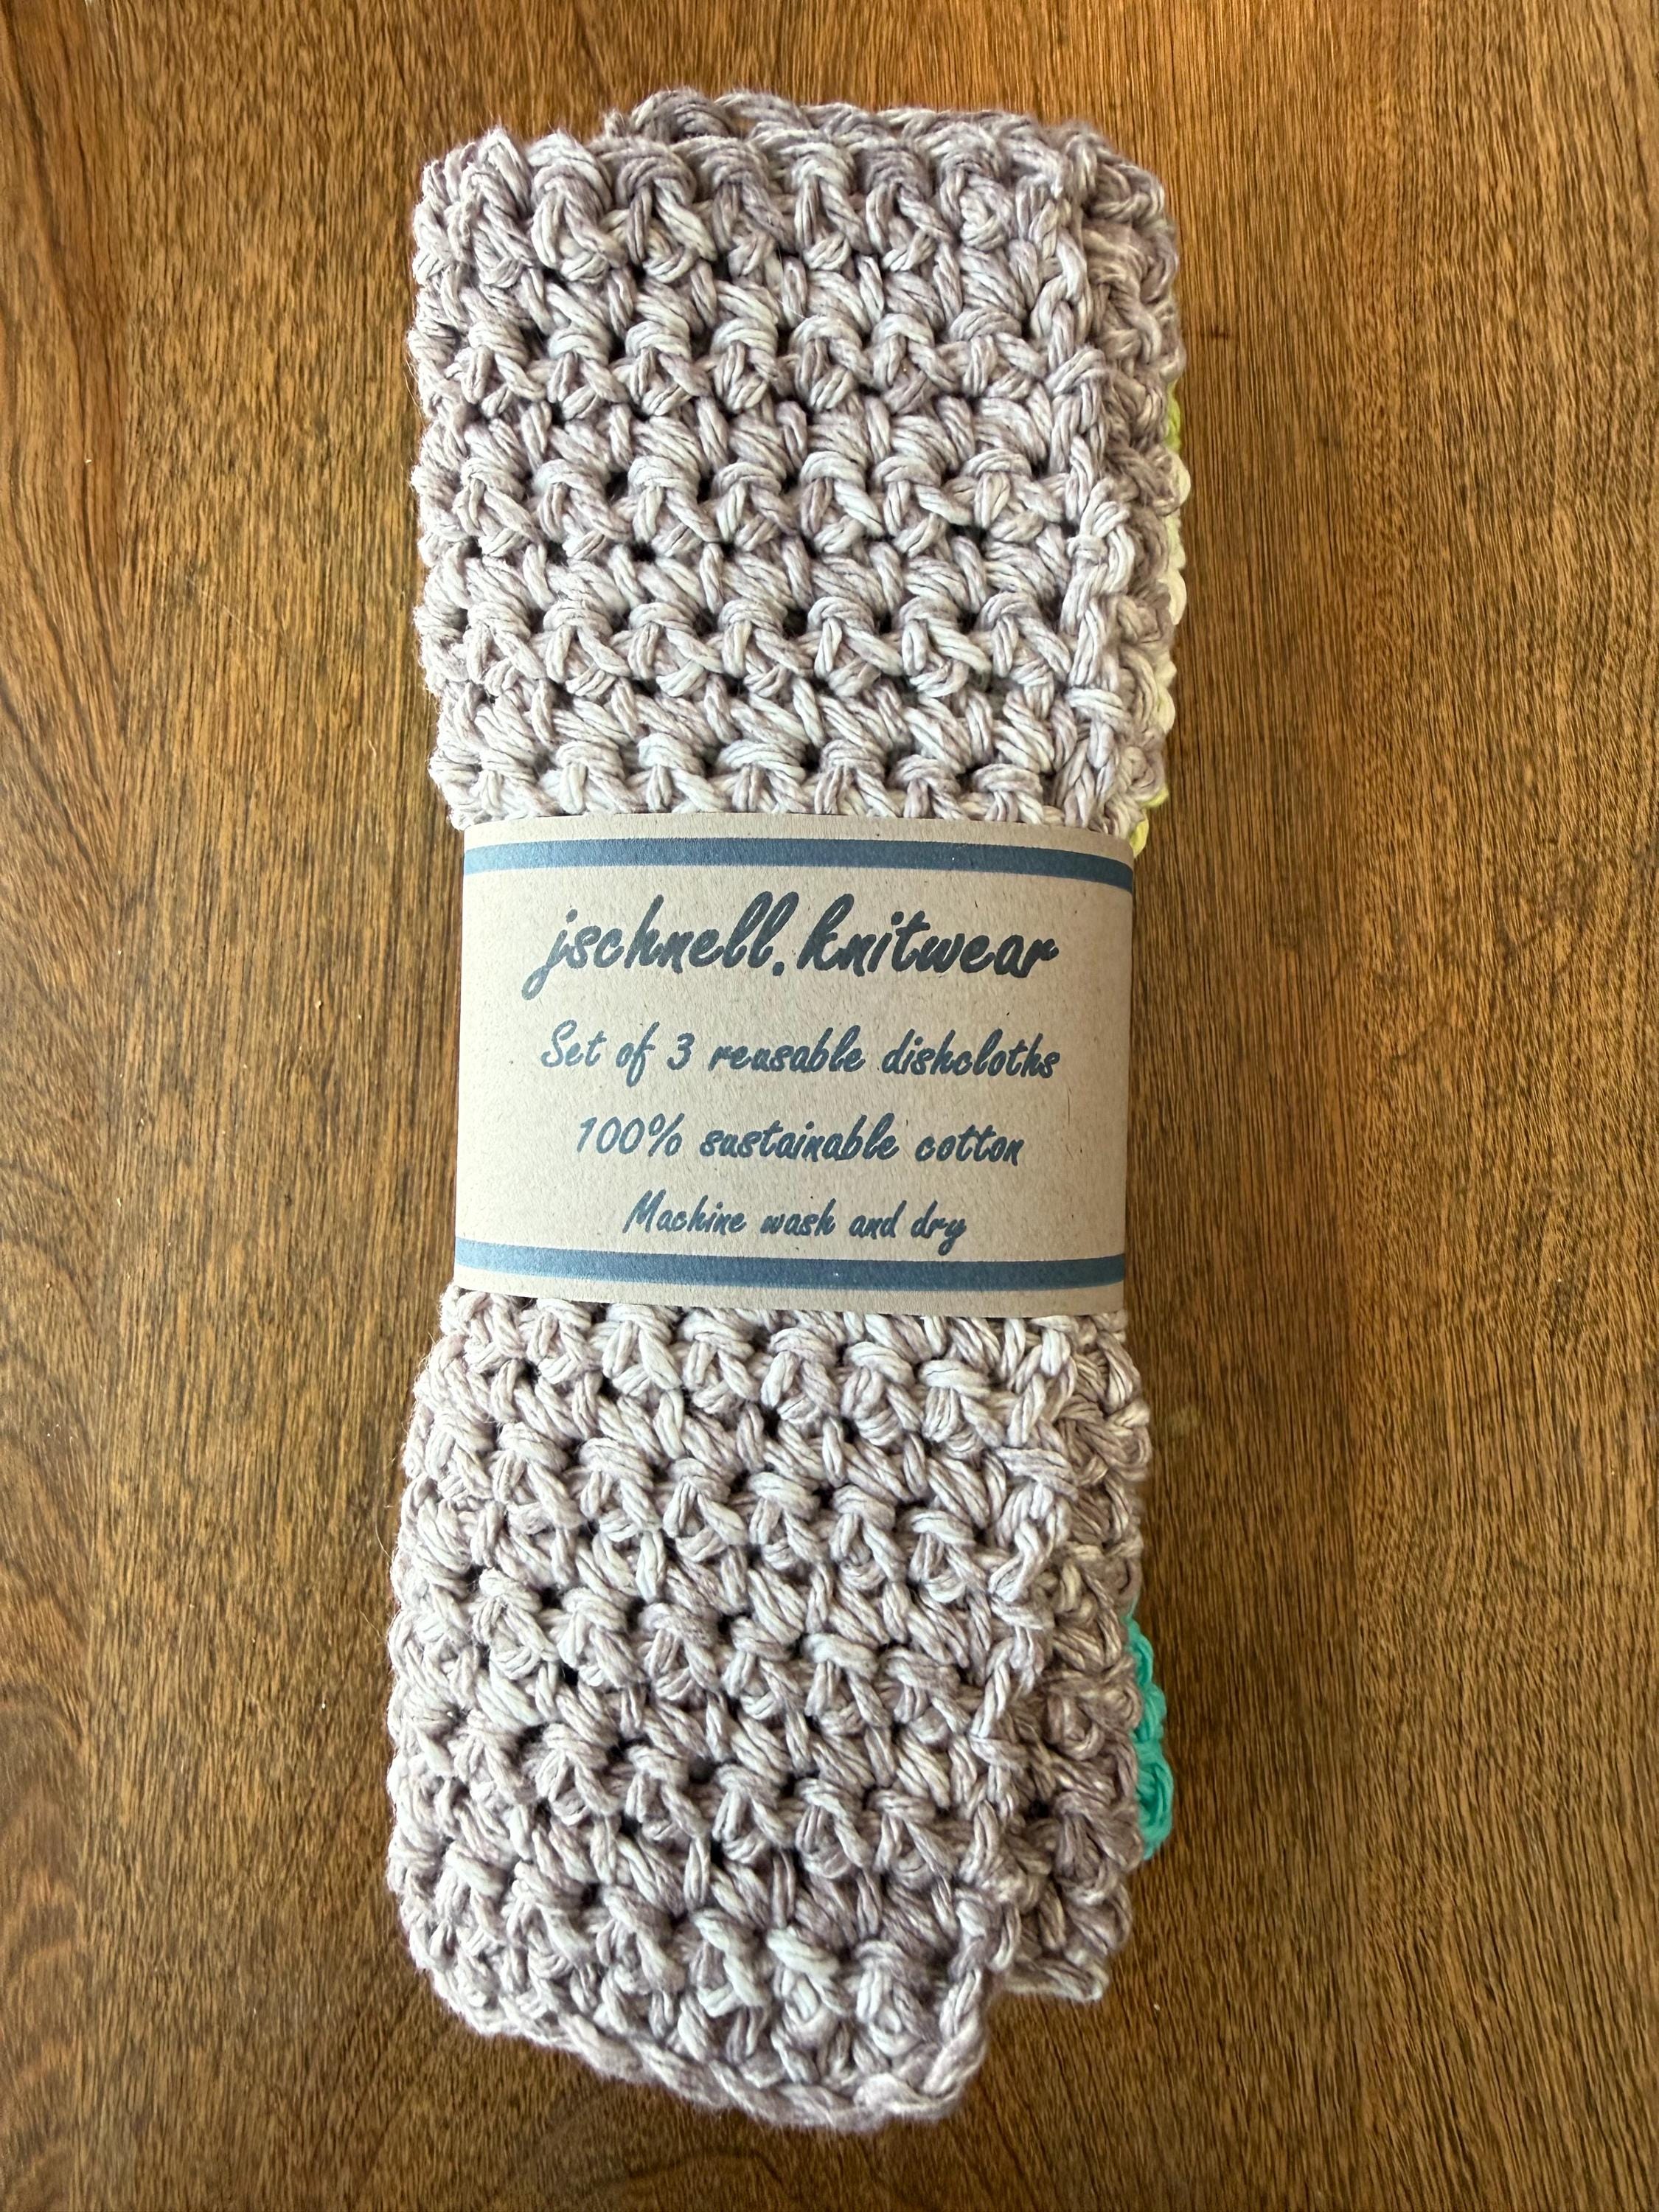 jschnell.knitwear
Set of 3 reusable dishcloths
100% sustainable cotton
Machine wash and dry